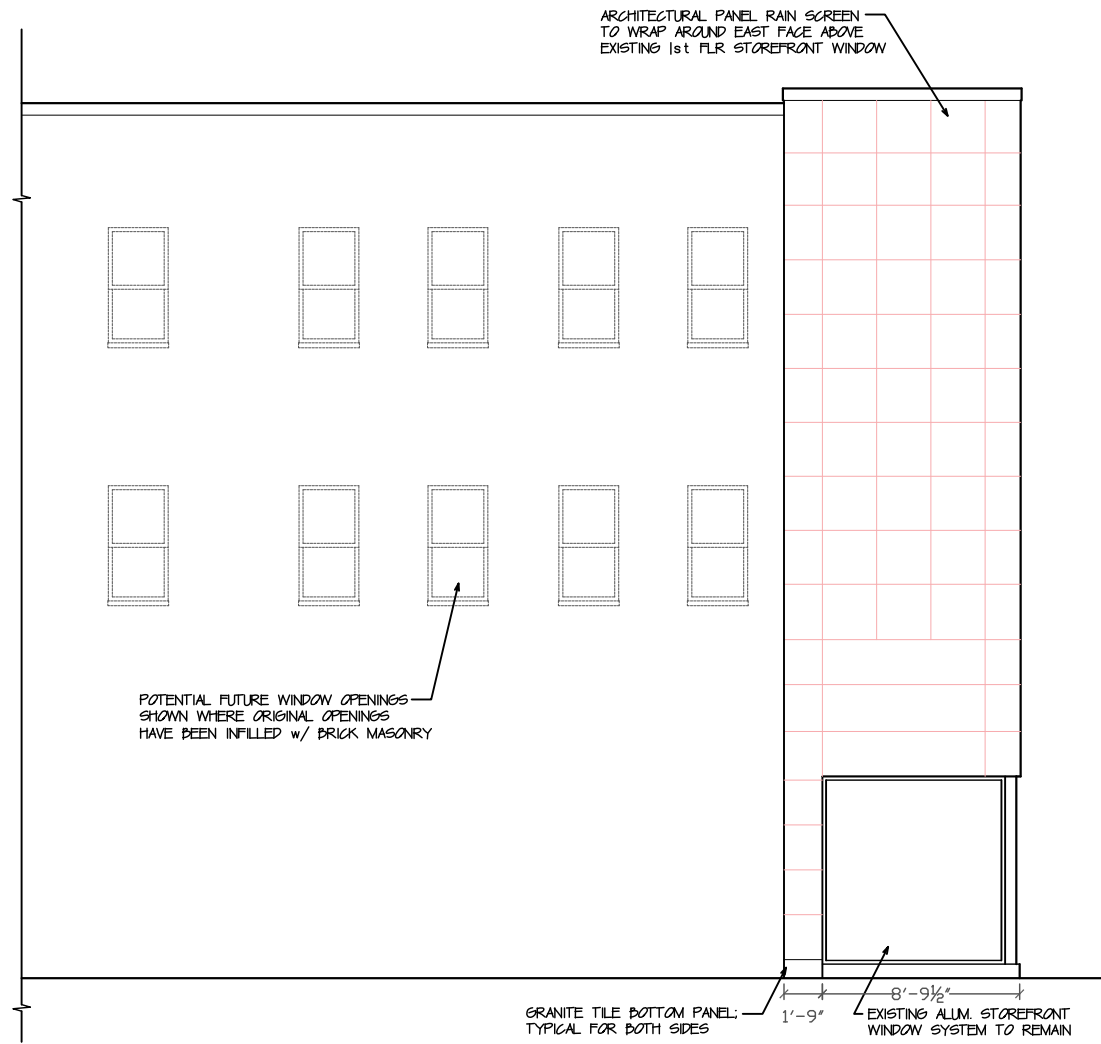 ARCHITECTURAL PANEL RAIN SCREEN
TO WRAP AROUND EAST FACE ABOVE
EXISTING 1st FLR STOREFRONT WINDOW
POTENTIAL FUTURE WINDOW OPENINGS
SHOWN WHERE ORIGINAL OPENINGS
HAVE BEEN INFILLED w/ BRICK MASONRY
8'-9½"
1'-9"
GRANITE TILE BOTTOM PANEL;
TYPICAL FOR BOTH SIDES
EXISTING ALUM. STOREFRONT
WINDOW SYSTEM TO REMAIN